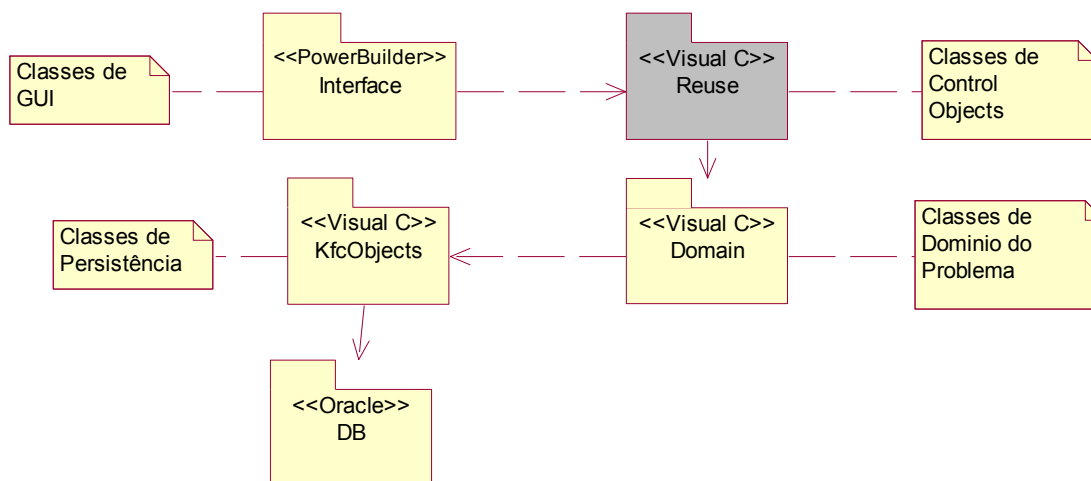 Classes de
GUI
<<PowerBuilder>>
Interface
<<Visual C>>
Reuse
Classes de
Control
Objects
Classes de
Persistência
<<Visual C>>
KfcObjects
<<Visual C>>
Domain
Classes de
Dominio do
Problema
<<Oracle>>
DB